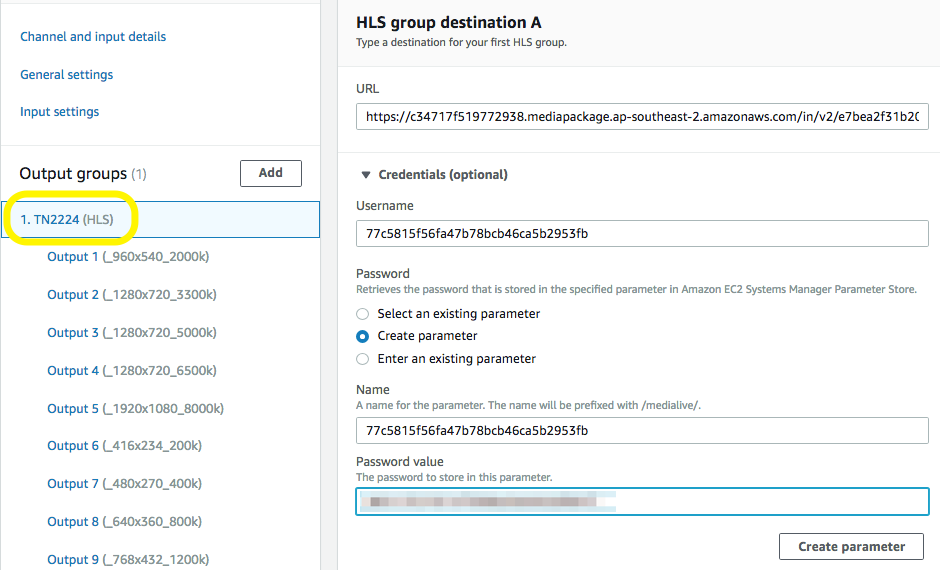 Channel and input details
General settings
Input settings
Output groups (1)
Add
1. TN2224 (HLS)
Output 1 (_960x540_2000k)
Output 2 (_1280x720_3300k)
Output 3 (_1280x720_5000k)
Output 4 (_1280x720_6500k)
Output 5 (_1920x1080_8000k)
Output 6 (_416x234_200k)
Output 7 (_480x270_400k)
Output 8 (_640x360_800k)
Output 9 (_768x432_1200k)
HLS group destination A
Type a destination for your first HLS group.
URL
https://c34717f519772938.mediapackage.ap-southeast-2.amazonaws.com/in/v2/e7bea2f31b20
Credentials (optional)
Username
77c5815f56fa47b78bcb46ca5b2953fb
Password
Retrieves the password that is stored in the specified parameter in Amazon EC2 Systems Manager Parameter Store.
Select an existing parameter
Create parameter
Enter an existing parameter
Name
A name for the parameter. The name will be prefixed with /medialive/.
77c5815f56fa47b78bcb46ca5b2953fb
Password value
The password to store in this parameter.
Create parameter